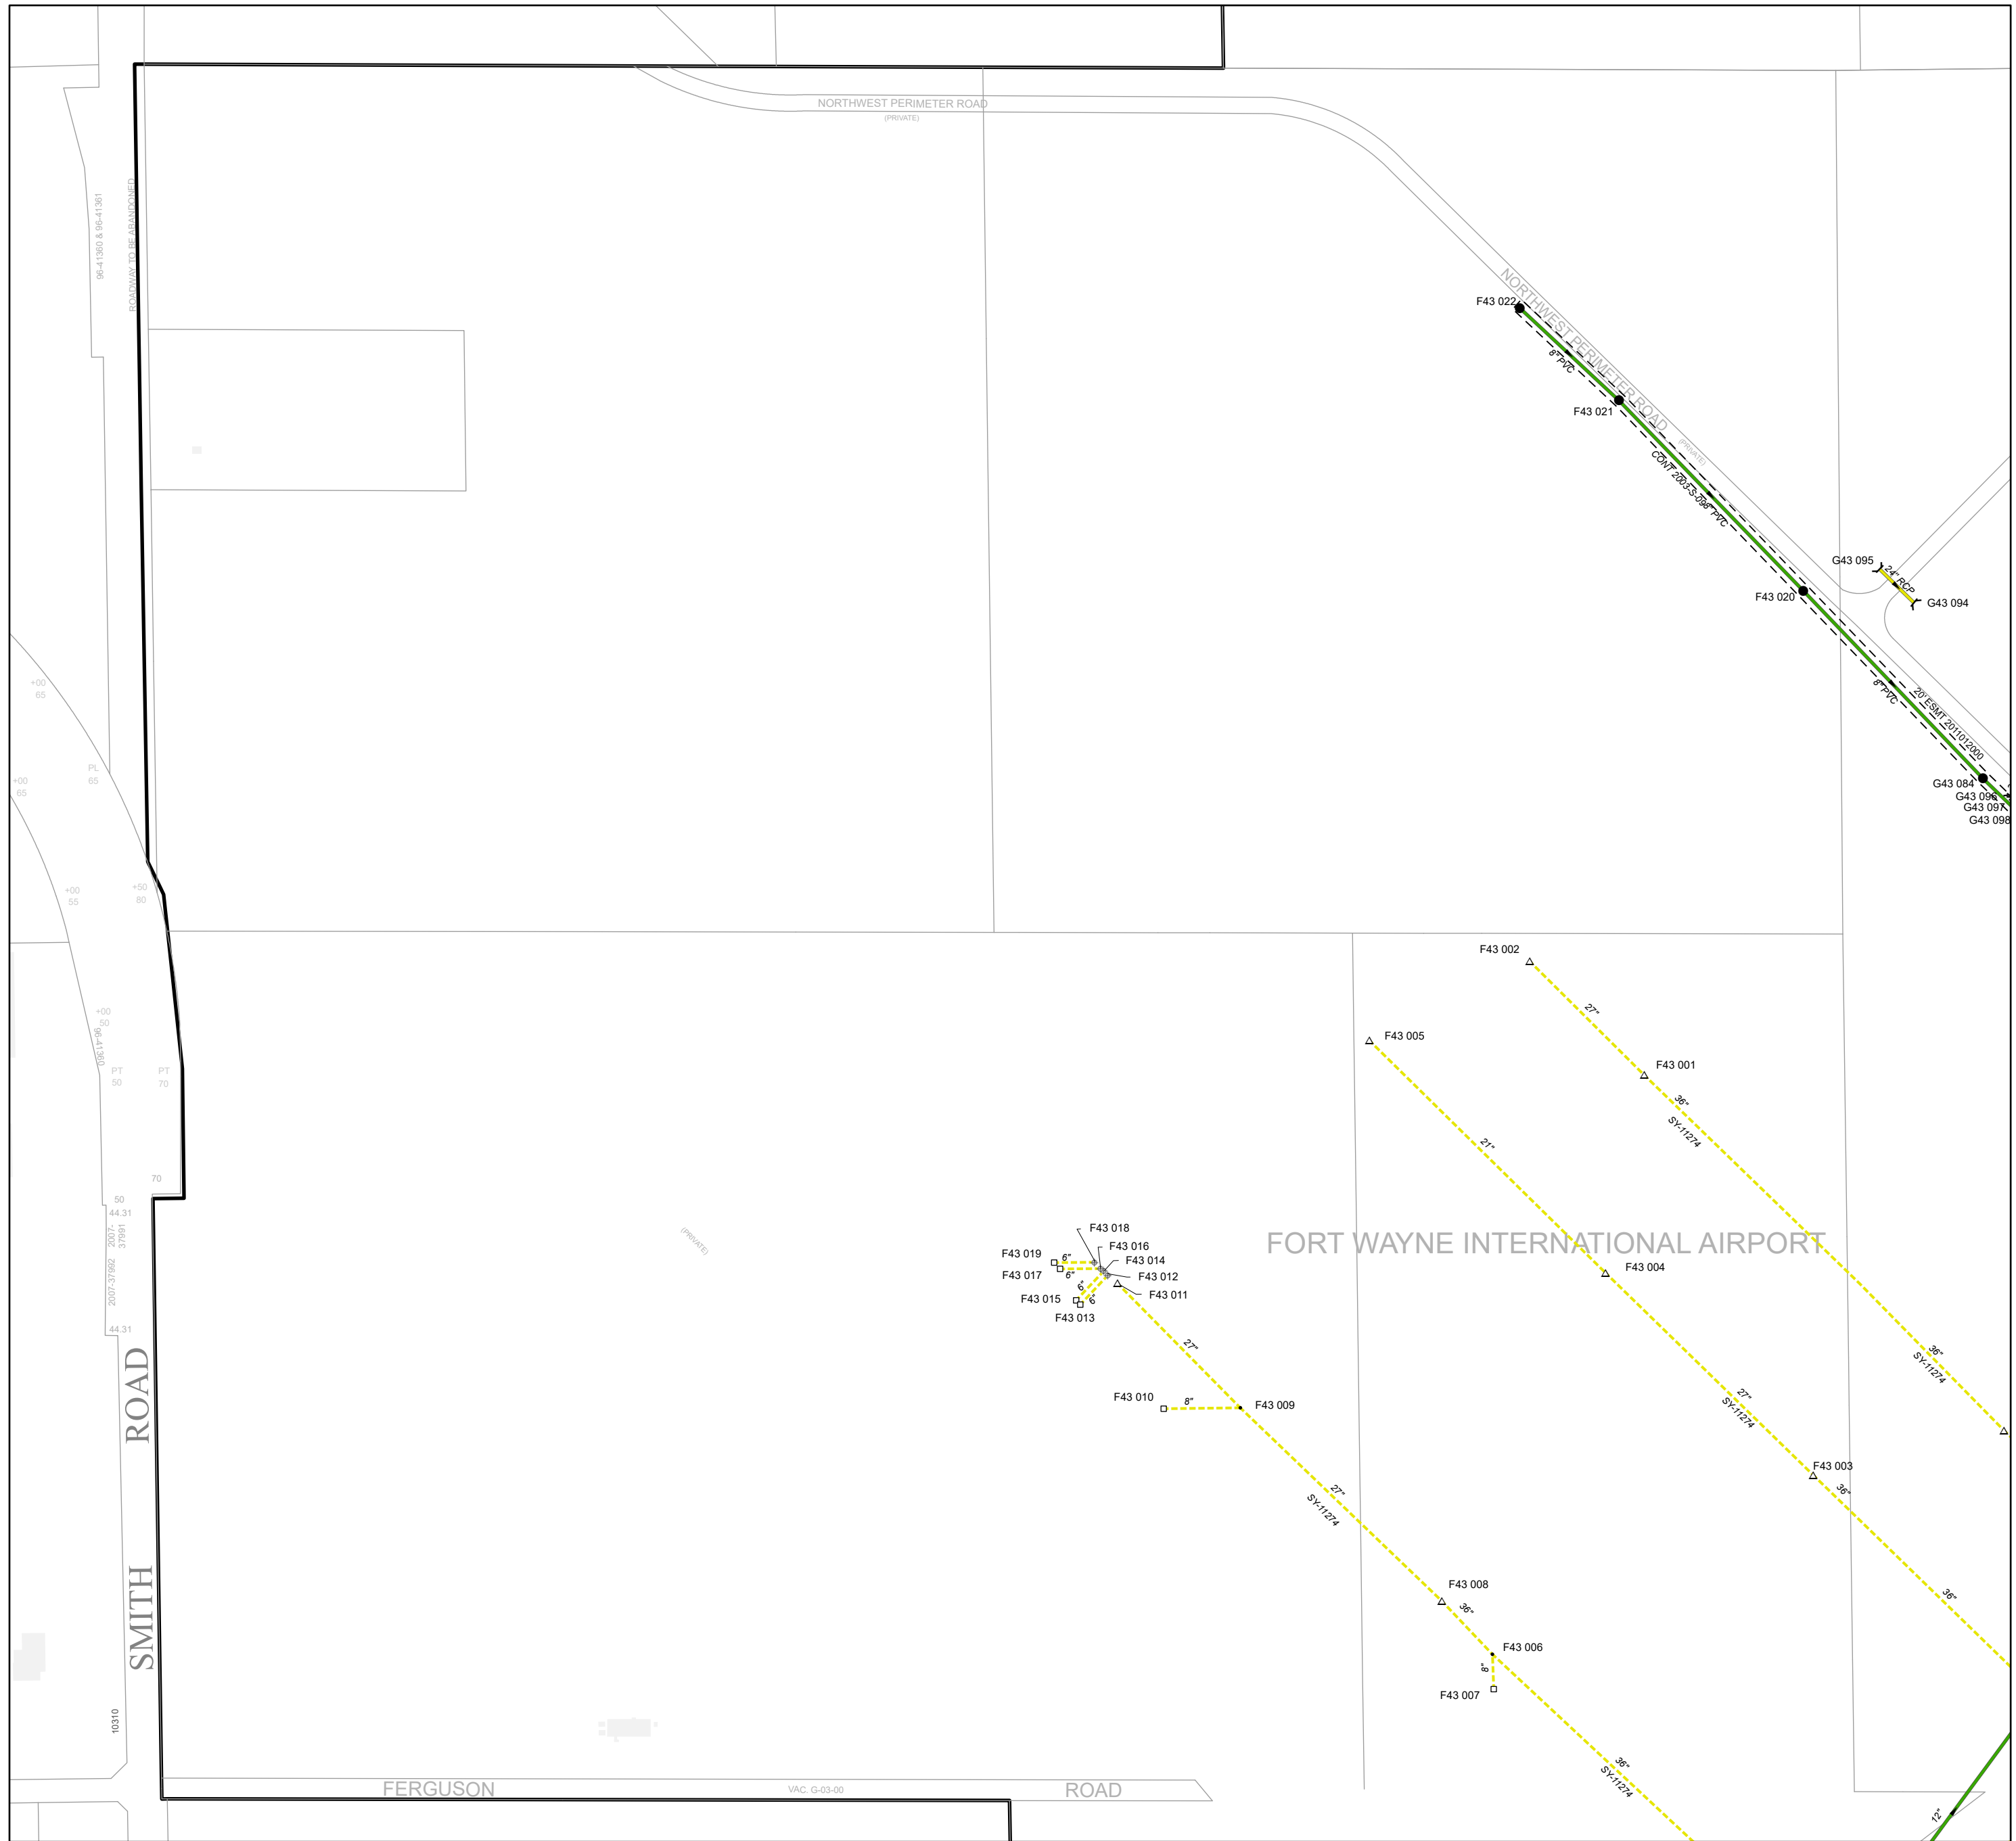 NORTHWEST PERIMETER ROAD
(PRIVATE)
96-41360 & 96-41361
ROADWAY TO BE ABANDONED
NORTHWEST PERIMETER ROAD
(PRIVATE)
F43 022
8" PVC
F43 021
CONT 2003-S-09
8" PVC
F43 020
G43 095
24" RCP
G43 094
8" PVC
20' ESMT 2011012000
G43 084
G43 096
G43 097
G43 098
+00
65
PL
65
+00
65
+50
80
+00
55
+00
50
96-41360
PT
50
PT
70
70
50
44.31
2007-
37991
2007-37992
44.31
F43 002
27"
F43 005
F43 001
36"
SY-11274
21"
(PRIVATE)
FORT WAYNE INTERNATIONAL AIRPORT
F43 018
F43 016
F43 014
F43 012
F43 011
F43 019
6"
F43 017
6"
F43 015
6"
F43 013
6"
F43 004
27"
36"
SY-11274
27"
SY-11274
F43 010
8"
F43 009
F43 003
36"
27"
SY-11274
F43 008
36"
36"
F43 006
8"
F43 007
36"
SY-11274
12"
SMITH ROAD
10310
FERGUSON
VAC. G-03-00
ROAD